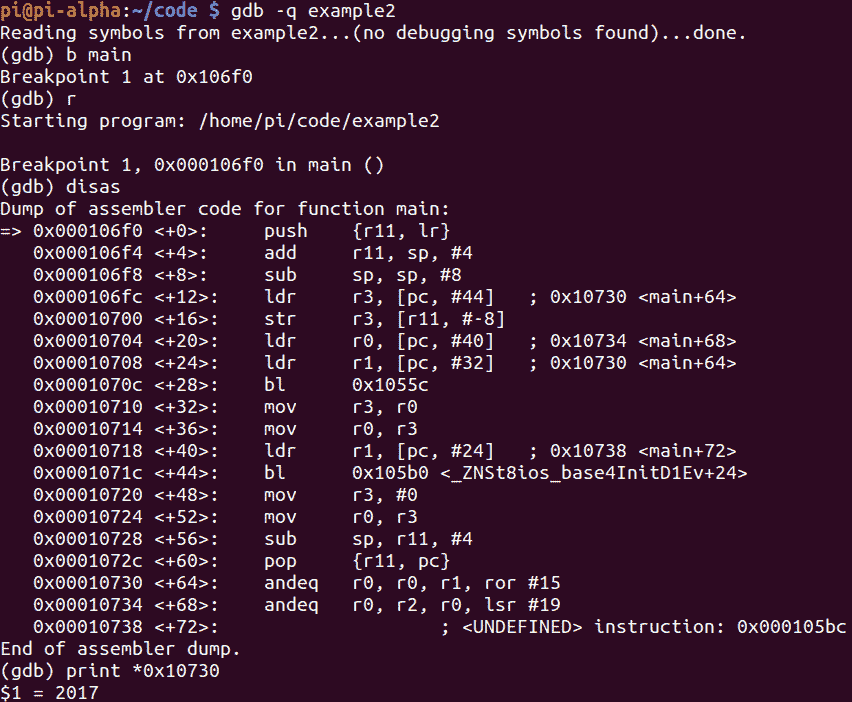 pi@pi-alpha:~/code $ gdb -q example2
Reading symbols from example2...(no debugging symbols found)...done.
(gdb) b main
Breakpoint 1 at 0x106f0
(gdb) r
Starting program: /home/pi/code/example2
Breakpoint 1, 0x000106f0 in main ()
(gdb) disas
Dump of assembler code for function main:
=> 0x000106f0 <+0>:     push    {r11, lr}
   0x000106f4 <+4>:     add     r11, sp, #4
   0x000106f8 <+8>:     sub     sp, sp, #8
   0x000106fc <+12>:    ldr     r3, [pc, #44]   ; 0x10730 <main+64>
   0x00010700 <+16>:    str     r3, [r11, #-8]
   0x00010704 <+20>:    ldr     r0, [pc, #40]   ; 0x10734 <main+68>
   0x00010708 <+24>:    ldr     r1, [pc, #32]   ; 0x10730 <main+64>
   0x0001070c <+28>:    bl      0x1055c
   0x00010710 <+32>:    mov     r3, r0
   0x00010714 <+36>:    mov     r0, r3
   0x00010718 <+40>:    ldr     r1, [pc, #24]   ; 0x10738 <main+72>
   0x0001071c <+44>:    bl      0x105b0 <_ZNSt8ios_base4InitD1Ev+24>
   0x00010720 <+48>:    mov     r3, #0
   0x00010724 <+52>:    mov     r0, r3
   0x00010728 <+56>:    sub     sp, r11, #4
   0x0001072c <+60>:    pop     {r11, pc}
   0x00010730 <+64>:    andeq   r0, r0, r1, ror #15
   0x00010734 <+68>:    andeq   r0, r2, r0, lsr #19
   0x00010738 <+72>:                    ; <UNDEFINED> instruction: 0x000105bc
End of assembler dump.
(gdb) print *0x10730
$1 = 2017